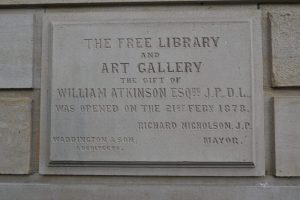 THE FREE LIBRARY
AND
ART GALLERY
THE GIFT OF
WILLIAM ATKINSON ESQRE J.P. D.L.
WAS OPENED ON THE 21ST FEBY 1878.
RICHARD NICHOLSON, J.P.
WADDINGTON & SON, MAYOR.
ARCHITECTS.